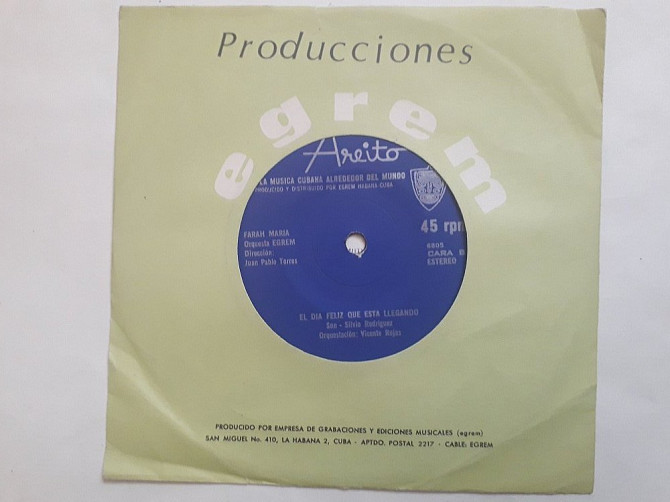 Producciones
egrem
Areito
LA MUSICA CUBANA ALREDEDOR DEL MUNDO
PRODUCIDO Y DISTRIBUIDO POR EGREM HABANA CUBA
45 rpm
FARAH MARIA
Orquesta EGREM
Dirección:
Juan Pablo Torres
CARA B
ESTEREO
EL DIA FELIZ QUE ESTA LLEGANDO
Son - Silvio Rodríguez
Orquestación: Vicente Rojas
PRODUCIDO POR EMPRESA DE GRABACIONES Y EDICIONES MUSICALES (egrem)
SAN MIGUEL No. 410, LA HABANA 2, CUBA - APTDO. POSTAL 2217 - CABLE: EGREM